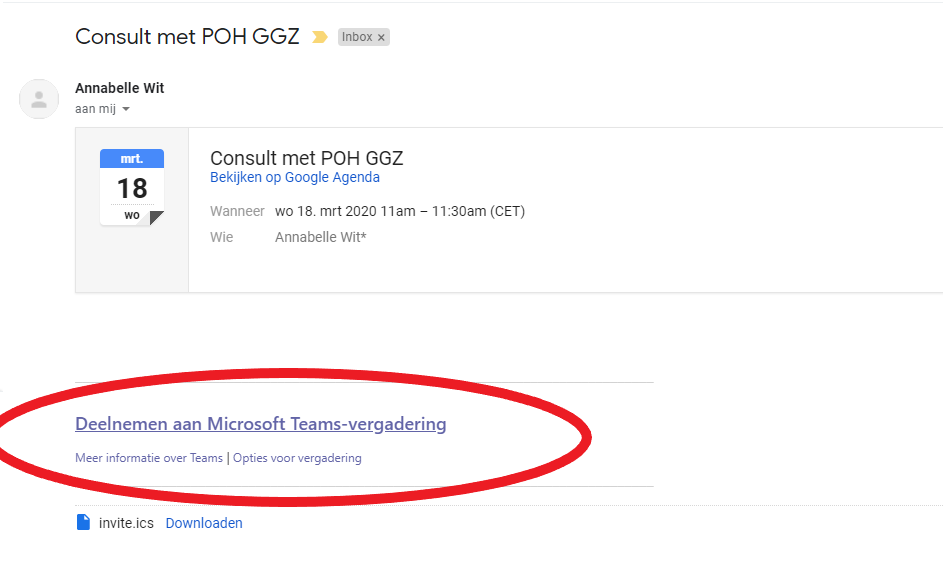 Consult met POH GGZ Inbox x
Annabelle Wit
aan mij
mrt.
18
wo
Consult met POH GGZ
Bekijken op Google Agenda
Wanneer wo 18. mrt 2020 11am – 11:30am (CET)
Wie Annabelle Wit*
Deelnemen aan Microsoft Teams-vergadering
Meer informatie over Teams | Opties voor vergadering
invite.ics Downloaden